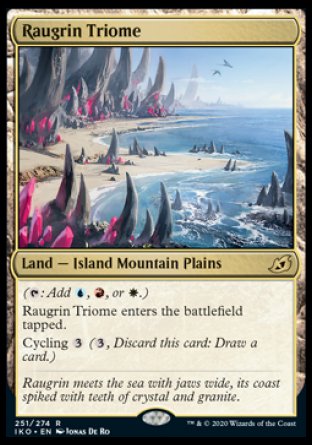 Raugrin Triome
Land — Island Mountain Plains
(: Add , , or .)
Raugrin Triome enters the battlefield
tapped.
Cycling 3 (3, Discard this card: Draw a
card.)
Raugrin meets the sea with jaws wide, its coast
spiked with teeth of crystal and granite.
251/274 R
IKO • EN Jonas De Ro
™ & © 2020 Wizards of the Coast